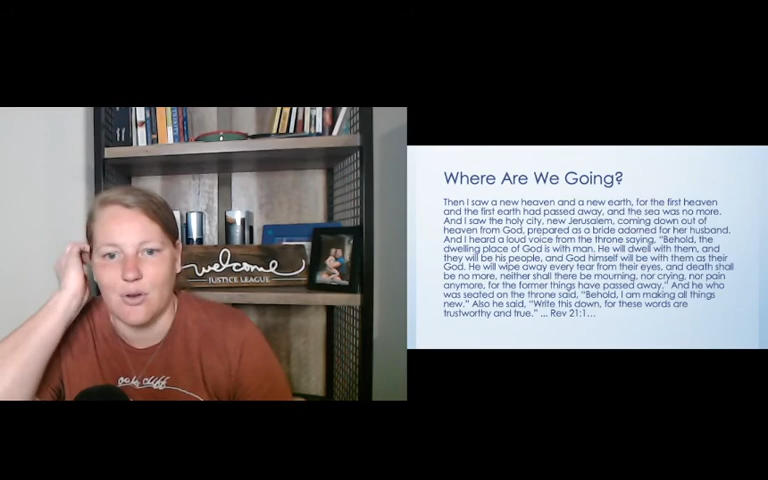 welcome
JUSTICE LEAGUE
Where Are We Going?
Then I saw a new heaven and a new earth, for the first heaven
and the first earth had passed away, and the sea was no more.
And I saw the holy city, new Jerusalem, coming down out of
heaven from God, prepared as a bride adorned for her husband.
And I heard a loud voice from the throne saying, “Behold, the
dwelling place of God is with man. He will dwell with them, and
they will be his people, and God himself will be with them as their
God. He will wipe away every tear from their eyes, and death shall
be no more, neither shall there be mourning, nor crying, nor pain
anymore, for the former things have passed away.” And he who
was seated on the throne said, “Behold, I am making all things
new.” Also he said, “Write this down, for these words are
trustworthy and true.” ... Rev 21:1...